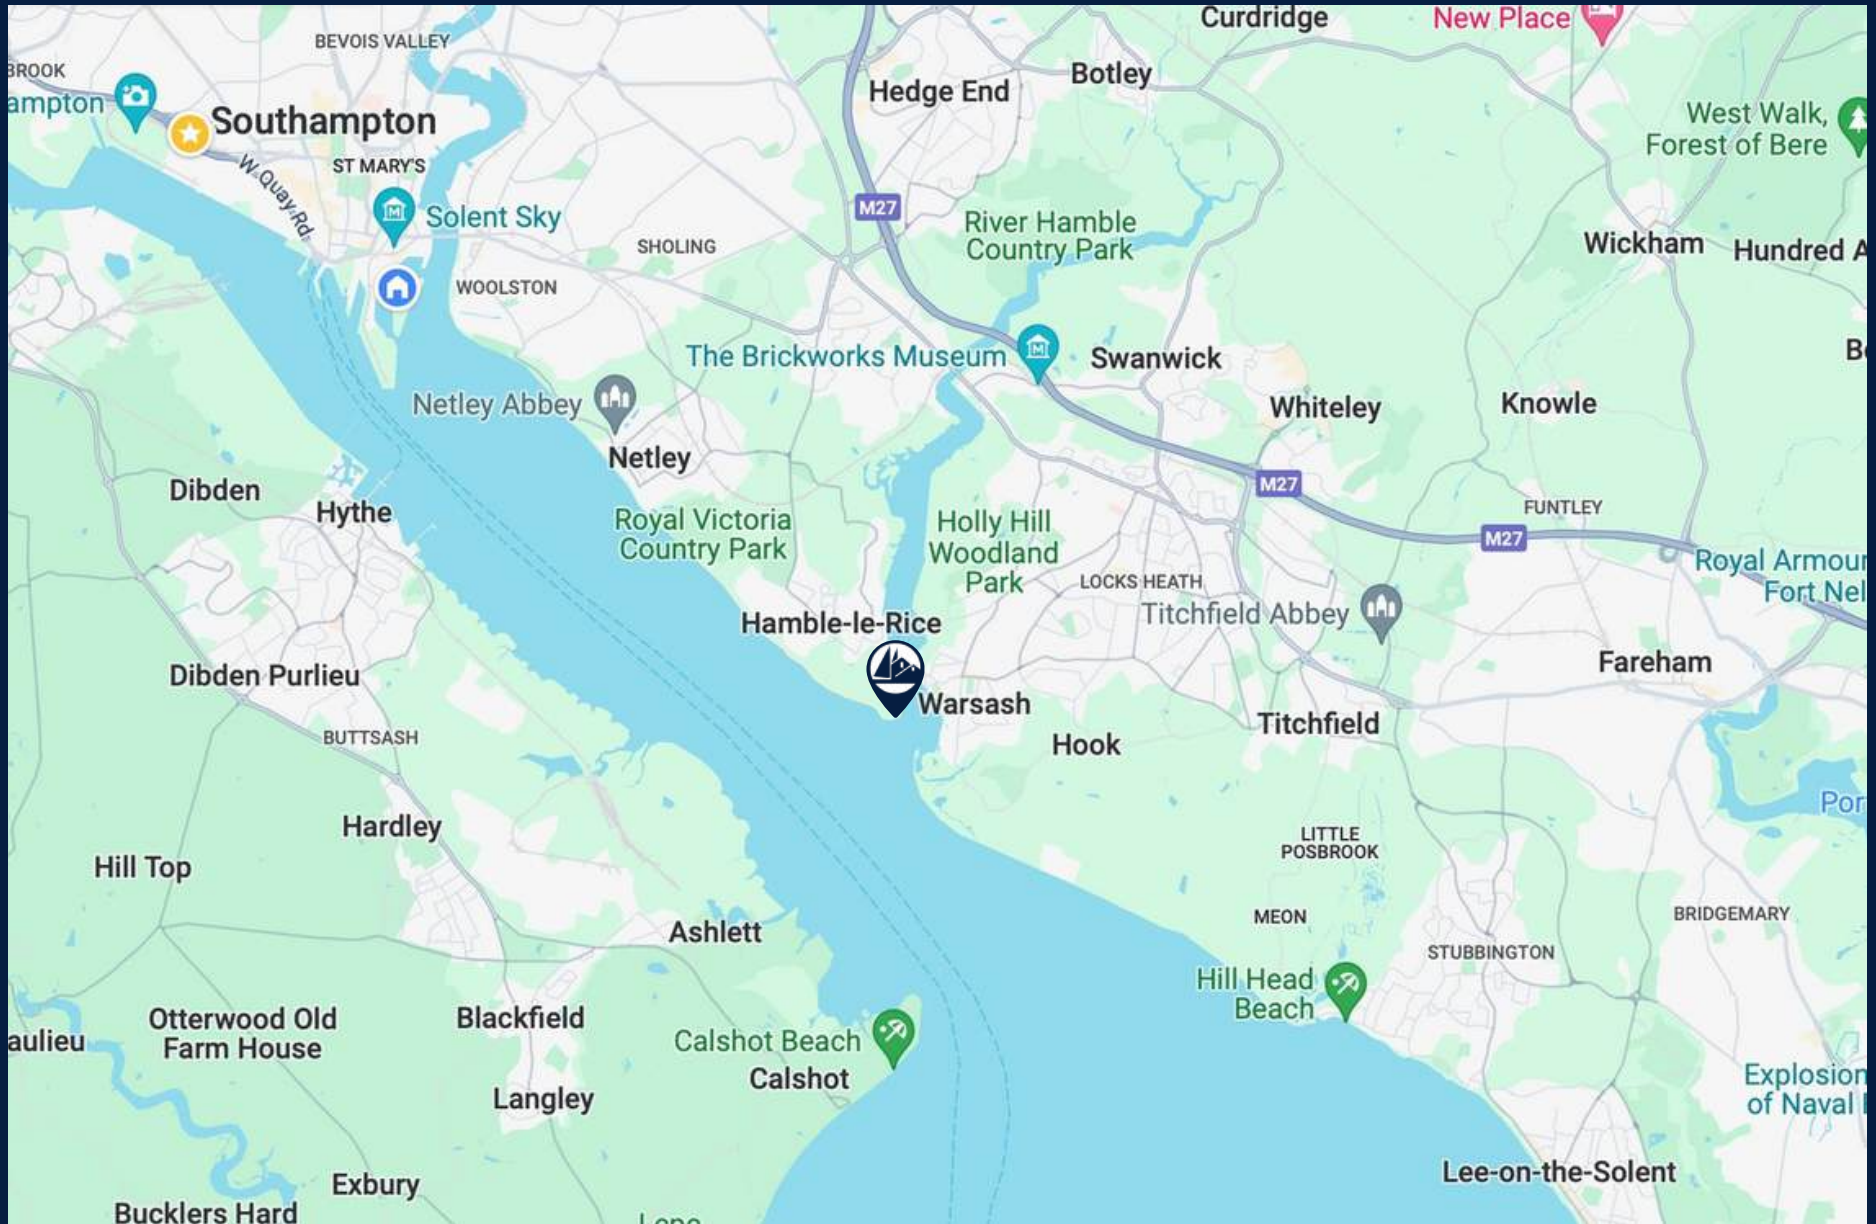 Curdridge
New Place
BEVOIS VALLEY
BROOK
Botley
Hedge End
ampton
Southampton
West Walk,
Forest of Bere
ST MARY'S
W Quay Rd
M27
Solent Sky
River Hamble
Country Park
SHOLING
Wickham
Hundred A
WOOLSTON
The Brickworks Museum
Swanwick
Netley Abbey
Whiteley
Knowle
Netley
Dibden
Hythe
M27
FUNTLEY
Royal Victoria
Country Park
Holly Hill
Woodland
Park
M27
Royal Armour
Fort Nel
LOCKS HEATH
Titchfield Abbey
Hamble-le-Rice
Fareham
Dibden Purlieu
Warsash
Titchfield
BUTTSASH
Hook
Por
Hardley
LITTLE
POSBROOK
Hill Top
MEON
BRIDGEMARY
Ashlett
STUBBINGTON
Hill Head
Beach
Otterwood Old
Farm House
Blackfield
aulieu
Calshot Beach
Calshot
Explosion
of Naval
Langley
Lee-on-the-Solent
Exbury
Bucklers Hard